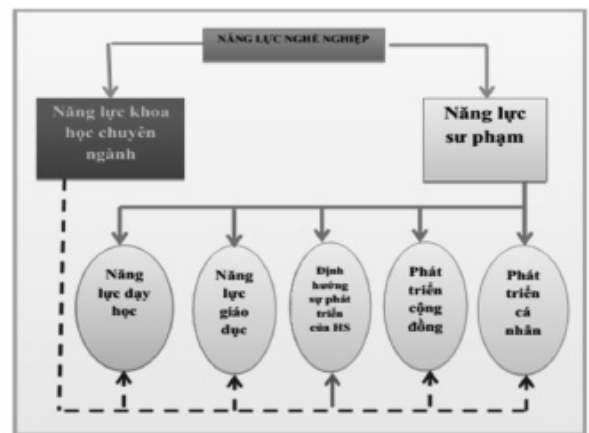 NĂNG LỰC NGHỀ NGHIỆP
Năng lực khoa
học chuyên
ngành
Năng lực
sư phạm
Năng
lực dạy
học
Năng
lực
giáo
dục
Định
hướng
sự phát
triển
của HS
Phát
triển
cộng
đồng
Phát
triển
cá
nhân